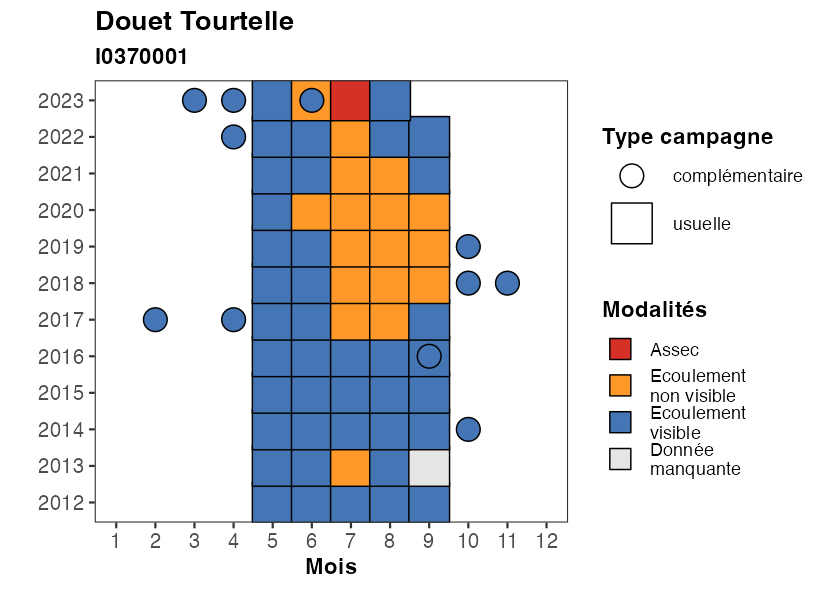 Douet Tourtelle
I0370001
2023
2022
2021
2020
2019
2018
2017
2016
2015
2014
2013
2012
1 2 3 4 5 6 7 8 9 10 11 12
Mois
Type campagne
complémentaire
usuelle
Modalités
Assec
Ecoulement
non visible
Ecoulement
visible
Donnée
manquante